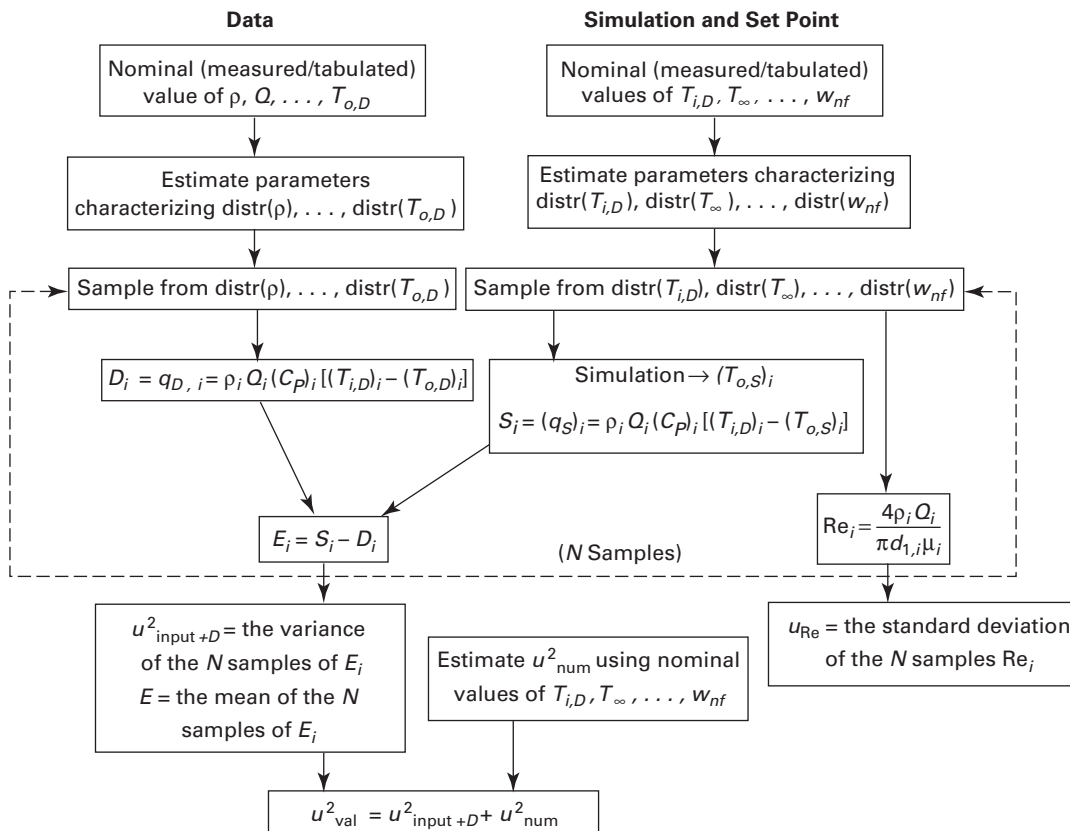 Data
Simulation and Set Point
Nominal (measured/tabulated)
value of ρ, Q, . . . , T_{o,D}
Nominal (measured/tabulated)
values of T_{i,D}, T_∞, . . . , w_{nf}
Estimate parameters
characterizing distr(ρ), . . . , distr(T_{o,D})
Estimate parameters characterizing
distr(T_{i,D}), distr(T_∞), . . . , distr(w_{nf})
Sample from distr(ρ), . . . , distr(T_{o,D})
Sample from distr(T_{i,D}), distr(T_∞), . . . , distr(w_{nf})
D_i = q_{D, i} = ρ_i Q_i (C_P)_i [(T_{i,D})_i – (T_{o,D})_i]
Simulation → (T_{o,S})_i
S_i = (q_S)_i = ρ_i Q_i (C_P)_i [(T_{i,D})_i – (T_{o,S})_i]
E_i = S_i – D_i
(N Samples)
Re_i = 4ρ_i Q_i / πd_{1,i}μ_i
u²_{input +D} = the variance
of the N samples of E_i
E = the mean of the N
samples of E_i
Estimate u²_{num} using nominal
values of T_{i,D}, T_∞, . . . , w_{nf}
u_{Re} = the standard deviation
of the N samples Re_i
u²_{val} = u²_{input +D} + u²_{num}